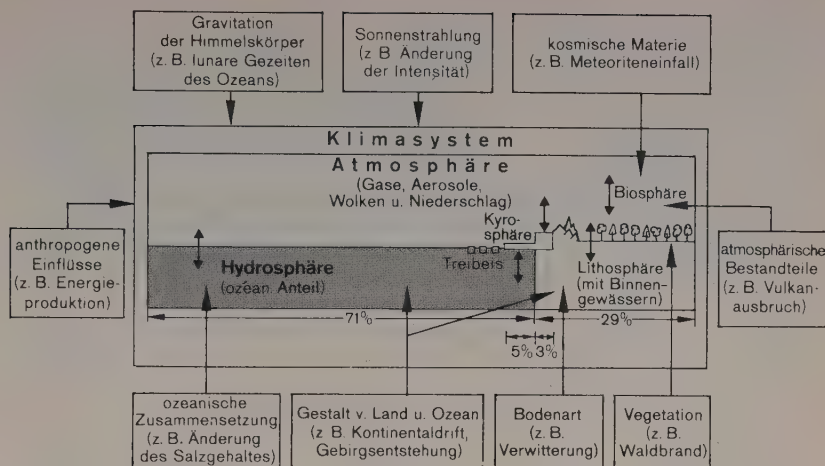 Gravitation
der Himmelskörper
(z. B. lunare Gezeiten
des Ozeans)
Sonnenstrahlung
(z B Änderung
der Intensität)
kosmische Materie
(z. B. Meteoriteneinfall)
Klimasystem
Atmosphäre
(Gase, Aerosole,
Wolken u. Niederschlag)
Biosphäre
Kyro-
sphäre
anthropogene
Einflüsse
(z. B. Energie-
produktion)
Hydrosphäre
(ozean. Anteil)
Treibeis
Lithosphäre
(mit Binnen-
gewässern)
atmosphärische
Bestandteile
(z. B. Vulkan-
ausbruch)
71%
29%
5% 3%
ozeanische
Zusammensetzung
(z. B. Änderung
des Salzgehaltes)
Gestalt v. Land u. Ozean
(z B. Kontinentaldrift,
Gebirgsentstehung)
Bodenart
(z. B.
Verwitterung)
Vegetation
(z. B.
Waldbrand)